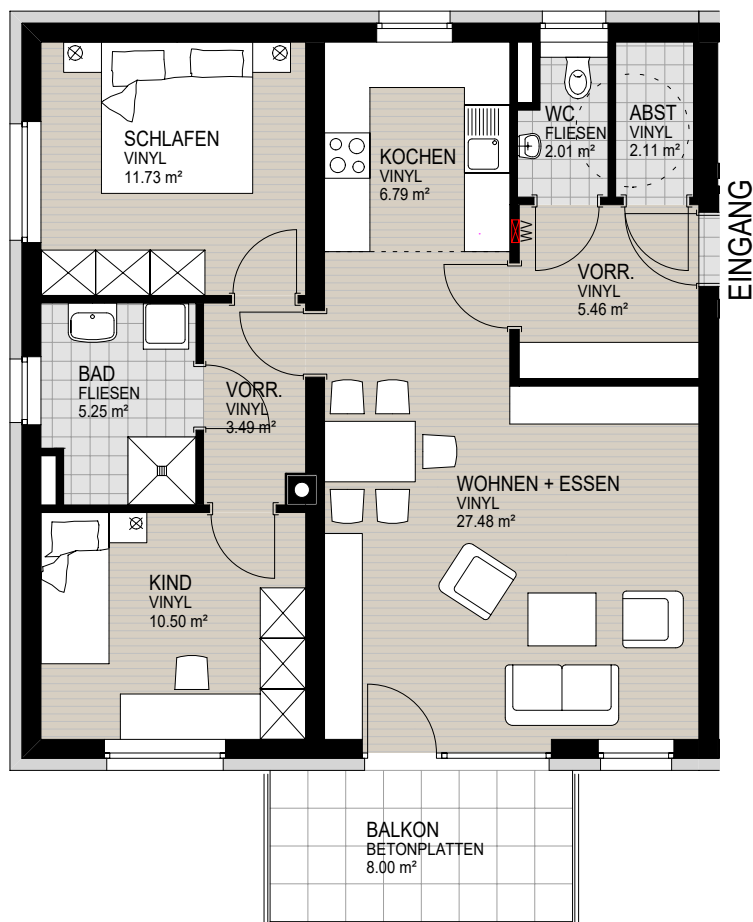 SCHLAFEN
VINYL
11.73 m²
KOCHEN
VINYL
6.79 m²
WC
FLIESEN
2.01 m²
ABST
VINYL
2.11 m²
EINGANG
VORR.
VINYL
5.46 m²
BAD
FLIESEN
5.25 m²
VORR.
VINYL
3.49 m²
WOHNEN + ESSEN
VINYL
27.48 m²
KIND
VINYL
10.50 m²
BALKON
BETONPLATTEN
8.00 m²